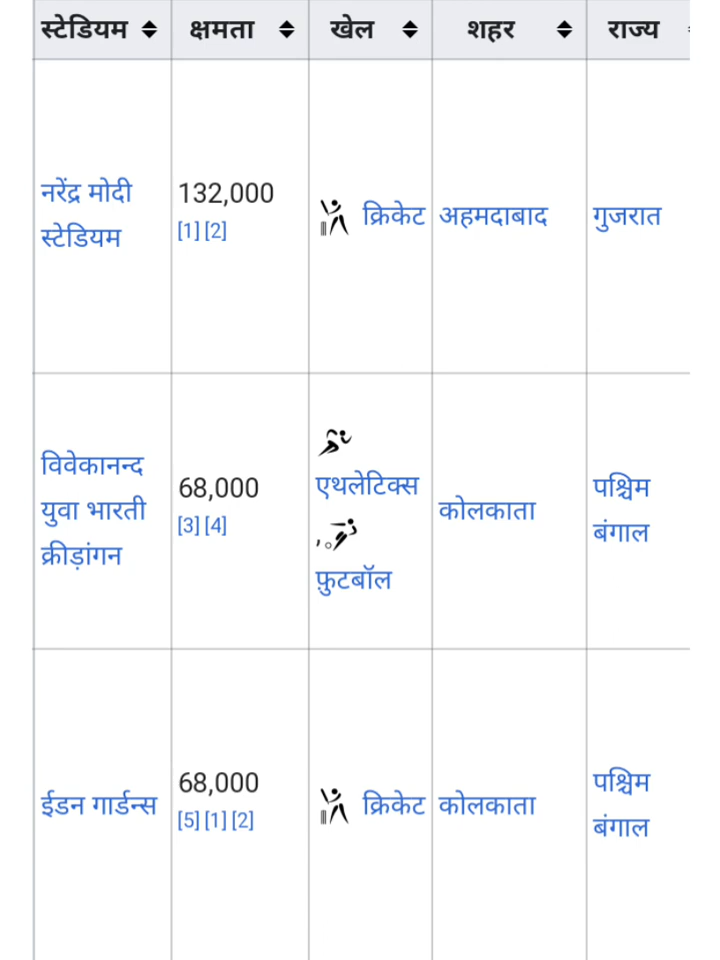 स्टेडियम क्षमता खेल शहर राज्य
नरेंद्र मोदी
स्टेडियम
132,000
[1] [2]
क्रिकेट
अहमदाबाद
गुजरात
विवेकानन्द
युवा भारती
क्रीड़ांगन
68,000
[3] [4]
एथलेटिक्स
फ़ुटबॉल
कोलकाता
पश्चिम
बंगाल
ईडन गार्डन्स
68,000
[5] [1] [2]
क्रिकेट
कोलकाता
पश्चिम
बंगाल